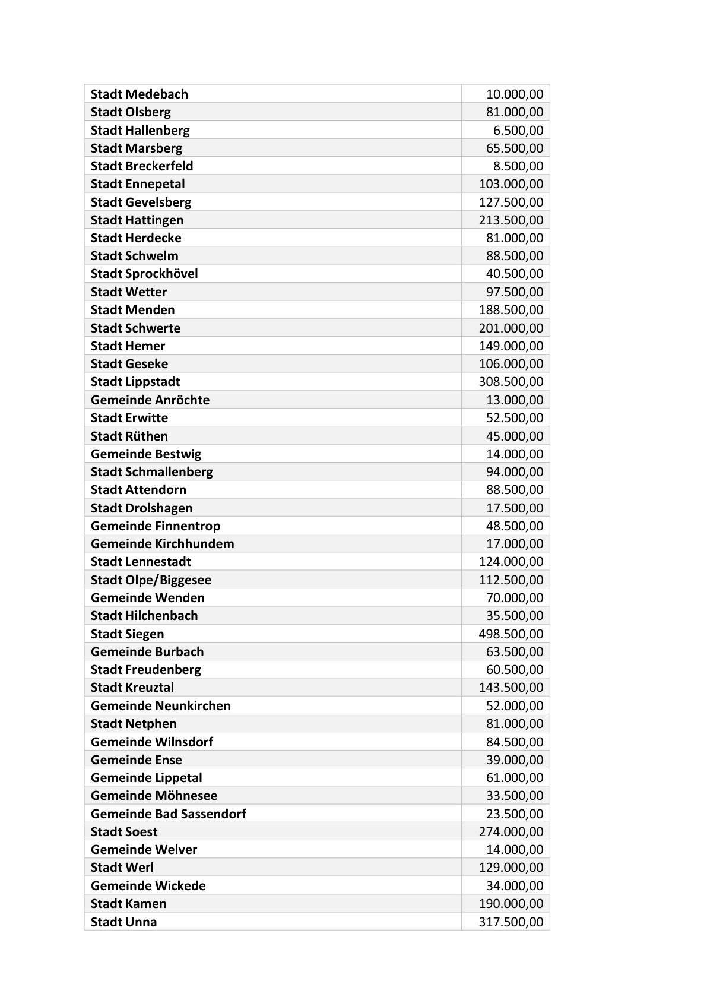 Stadt Medebach 10.000,00
Stadt Olsberg 81.000,00
Stadt Hallenberg 6.500,00
Stadt Marsberg 65.500,00
Stadt Breckerfeld 8.500,00
Stadt Ennepetal 103.000,00
Stadt Gevelsberg 127.500,00
Stadt Hattingen 213.500,00
Stadt Herdecke 81.000,00
Stadt Schwelm 88.500,00
Stadt Sprockhövel 40.500,00
Stadt Wetter 97.500,00
Stadt Menden 188.500,00
Stadt Schwerte 201.000,00
Stadt Hemer 149.000,00
Stadt Geseke 106.000,00
Stadt Lippstadt 308.500,00
Gemeinde Anröchte 13.000,00
Stadt Erwitte 52.500,00
Stadt Rüthen 45.000,00
Gemeinde Bestwig 14.000,00
Stadt Schmallenberg 94.000,00
Stadt Attendorn 88.500,00
Stadt Drolshagen 17.500,00
Gemeinde Finnentrop 48.500,00
Gemeinde Kirchhundem 17.000,00
Stadt Lennestadt 124.000,00
Stadt Olpe/Biggesee 112.500,00
Gemeinde Wenden 70.000,00
Stadt Hilchenbach 35.500,00
Stadt Siegen 498.500,00
Gemeinde Burbach 63.500,00
Stadt Freudenberg 60.500,00
Stadt Kreuztal 143.500,00
Gemeinde Neunkirchen 52.000,00
Stadt Netphen 81.000,00
Gemeinde Wilnsdorf 84.500,00
Gemeinde Ense 39.000,00
Gemeinde Lippetal 61.000,00
Gemeinde Möhnesee 33.500,00
Gemeinde Bad Sassendorf 23.500,00
Stadt Soest 274.000,00
Gemeinde Welver 14.000,00
Stadt Werl 129.000,00
Gemeinde Wickede 34.000,00
Stadt Kamen 190.000,00
Stadt Unna 317.500,00